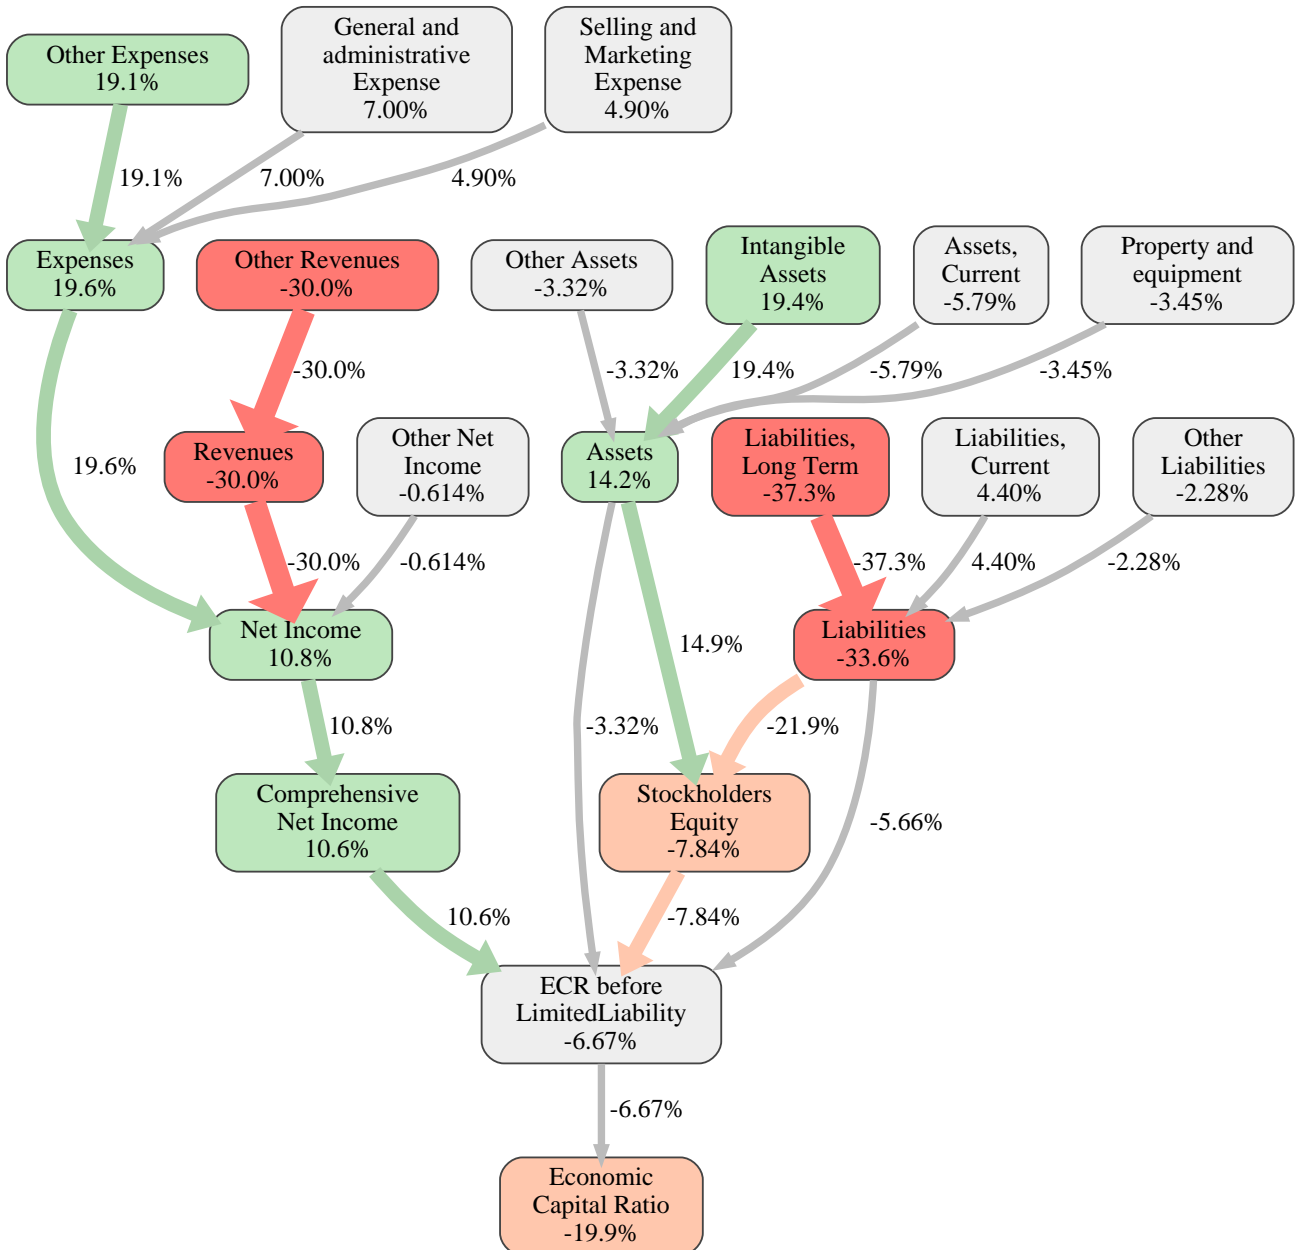 Other Expenses
19.1%
General and
administrative
Expense
7.00%
Selling and
Marketing
Expense
4.90%
19.1%
7.00%
4.90%
Expenses
19.6%
Other Revenues
-30.0%
Other Assets
-3.32%
Intangible
Assets
19.4%
Assets,
Current
-5.79%
Property and
equipment
-3.45%
-30.0%
-3.32%
19.4%
-5.79%
-3.45%
19.6%
Revenues
-30.0%
Other Net
Income
-0.614%
Assets
14.2%
Liabilities,
Long Term
-37.3%
Liabilities,
Current
4.40%
Other
Liabilities
-2.28%
-30.0%
-0.614%
-37.3%
4.40%
-2.28%
Net Income
10.8%
14.9%
Liabilities
-33.6%
10.8%
-3.32%
-21.9%
Comprehensive
Net Income
10.6%
Stockholders
Equity
-7.84%
-5.66%
10.6%
-7.84%
ECR before
LimitedLiability
-6.67%
-6.67%
Economic
Capital Ratio
-19.9%